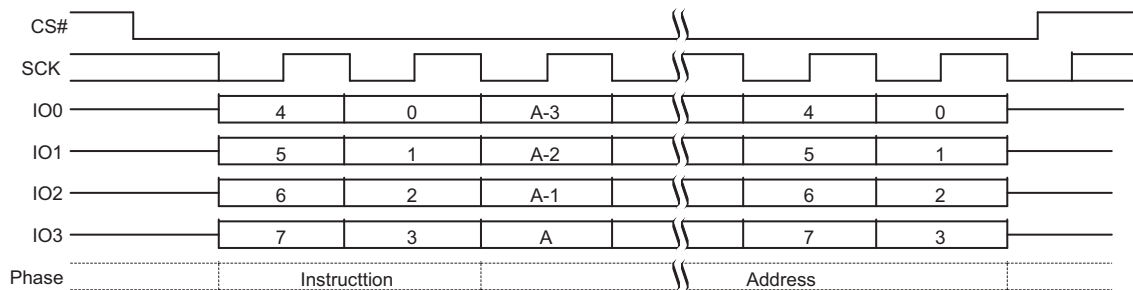 CS#
SCK
IO0 4 0 A-3 4 0
IO1 5 1 A-2 5 1
IO2 6 2 A-1 6 2
IO3 7 3 A 7 3
Phase Instructtion Address